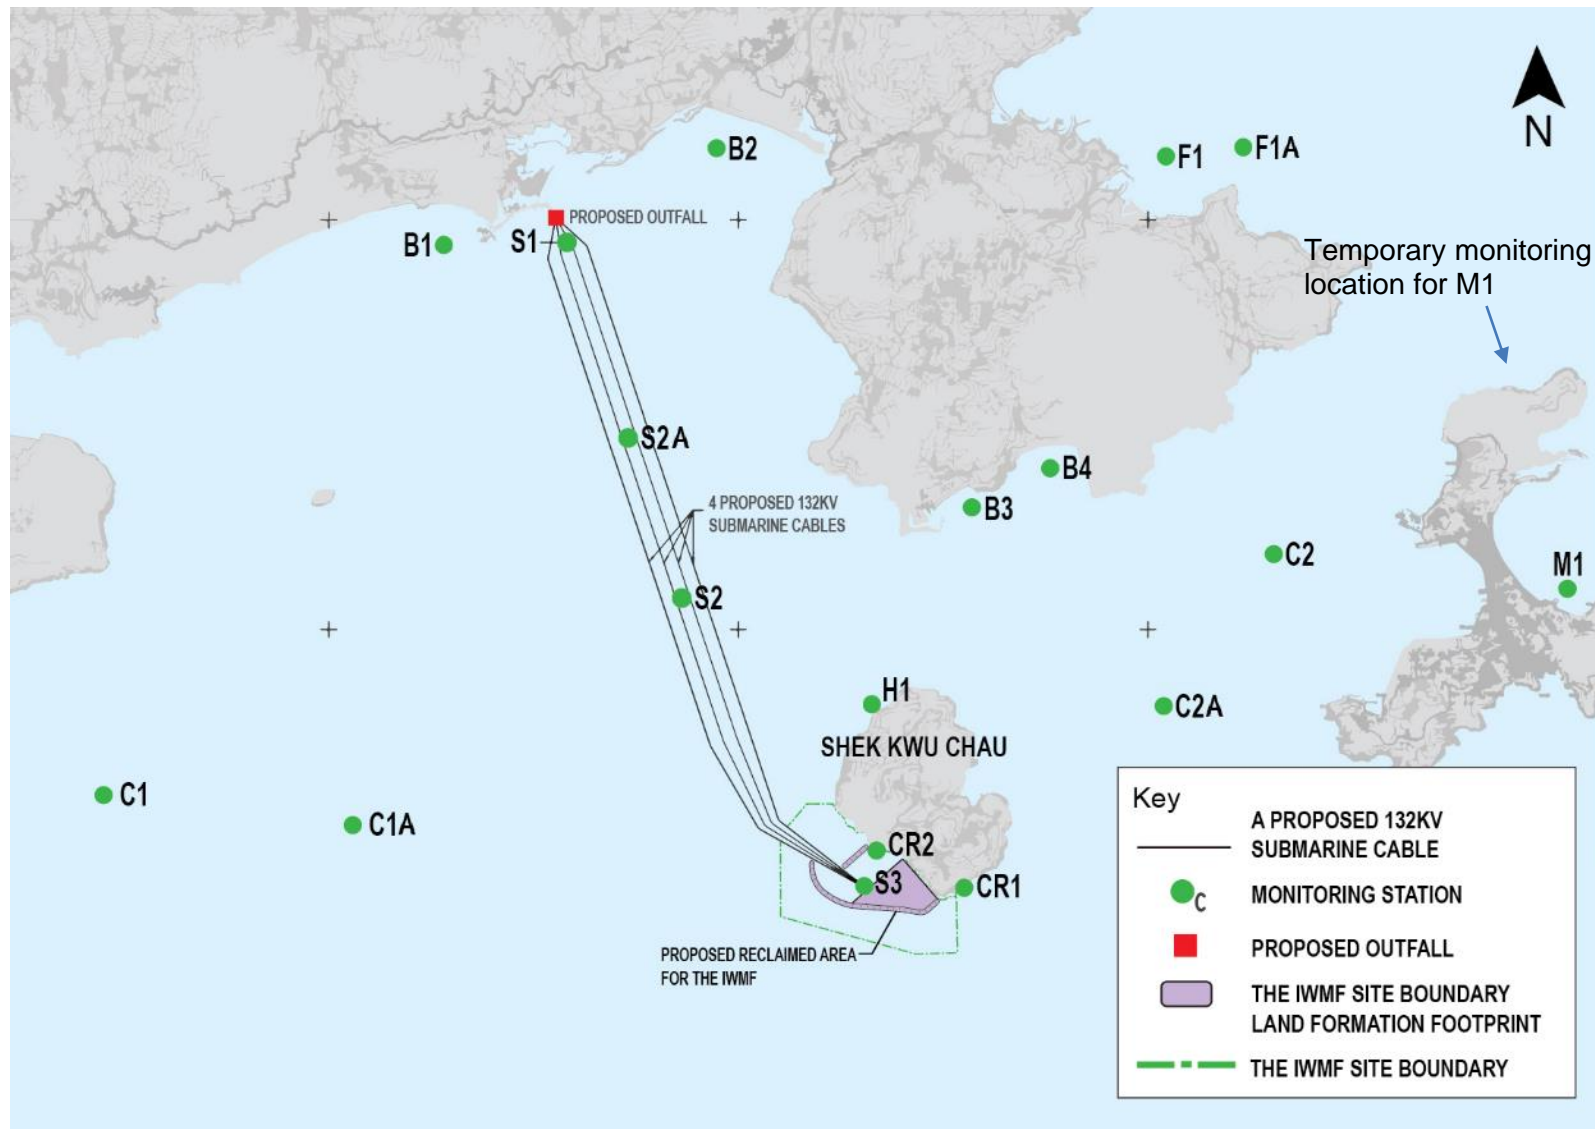 N
B2
F1
F1A
PROPOSED OUTFALL
B1
S1
Temporary monitoring
location for M1
S2A
B4
4 PROPOSED 132KV
SUBMARINE CABLES
B3
C2
M1
S2
H1
C2A
SHEK KWU CHAU
C1
C1A
CR2
S3
CR1
PROPOSED RECLAIMED AREA
FOR THE IWMF
Key
A PROPOSED 132KV
SUBMARINE CABLE
C
MONITORING STATION
PROPOSED OUTFALL
THE IWMF SITE BOUNDARY
LAND FORMATION FOOTPRINT
THE IWMF SITE BOUNDARY